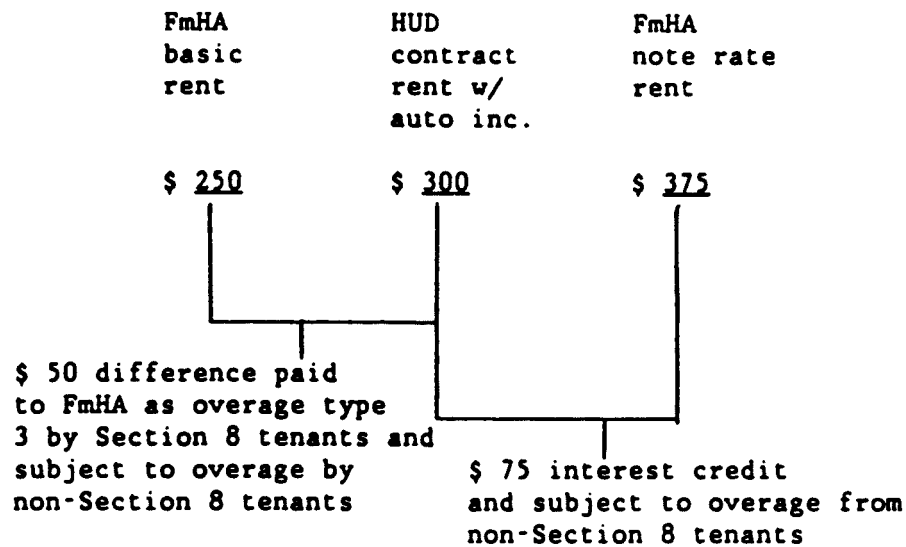 FmHA
basic
rent
HUD
contract
rent w/
auto inc.
FmHA
note rate
rent
$ 250
$ 300
$ 375
$ 50 difference paid
to FmHA as overage type
3 by Section 8 tenants and
subject to overage by
non-Section 8 tenants
$ 75 interest credit
and subject to overage from
non-Section 8 tenants